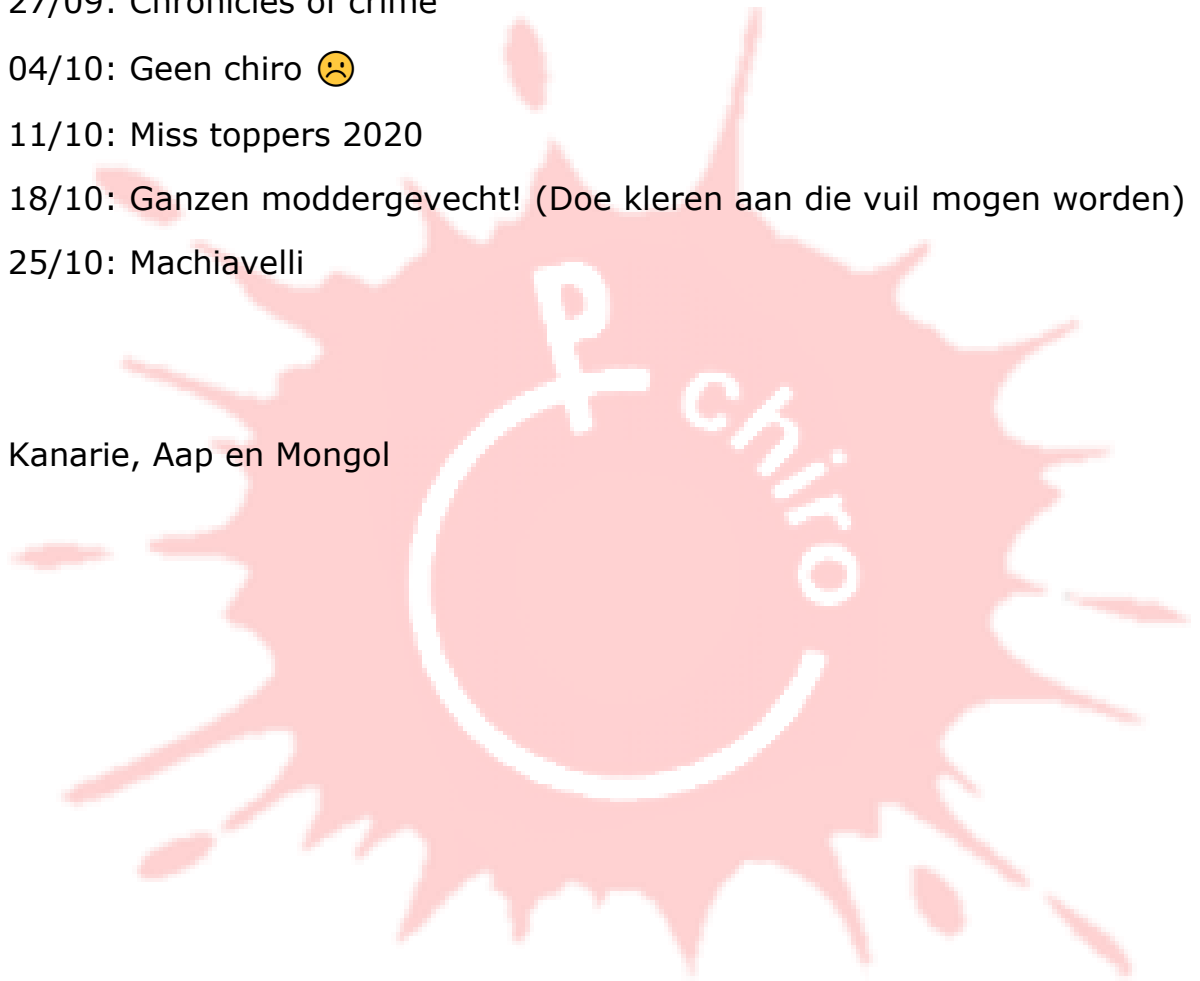 27/09: Chronicles of crime
04/10: Geen chiro ☹
11/10: Miss toppers 2020
18/10: Ganzen moddergevecht! (Doe kleren aan die vuil mogen worden)
25/10: Machiavelli
chiro
Kanarie, Aap en Mongol